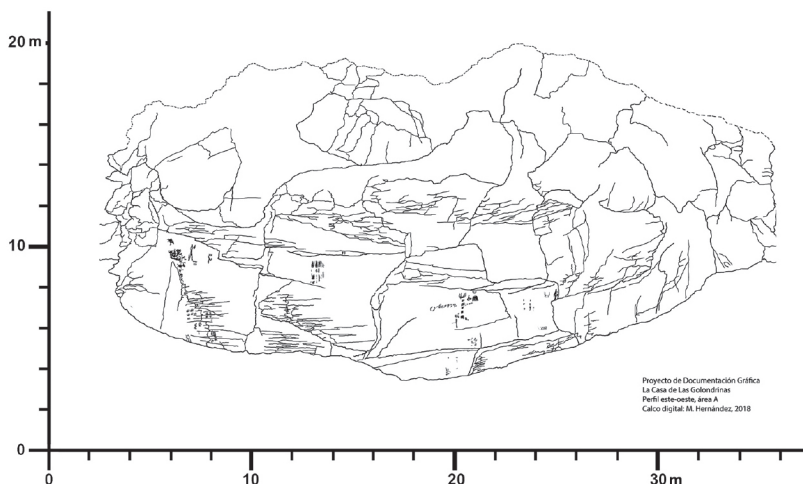 20 m
10
0
0
10
20
30 m
Proyecto de Documentación Gráfica
La Casa de Las Golondrinas
Perfil este-oeste, área A
Calco digital: M. Hernández, 2018